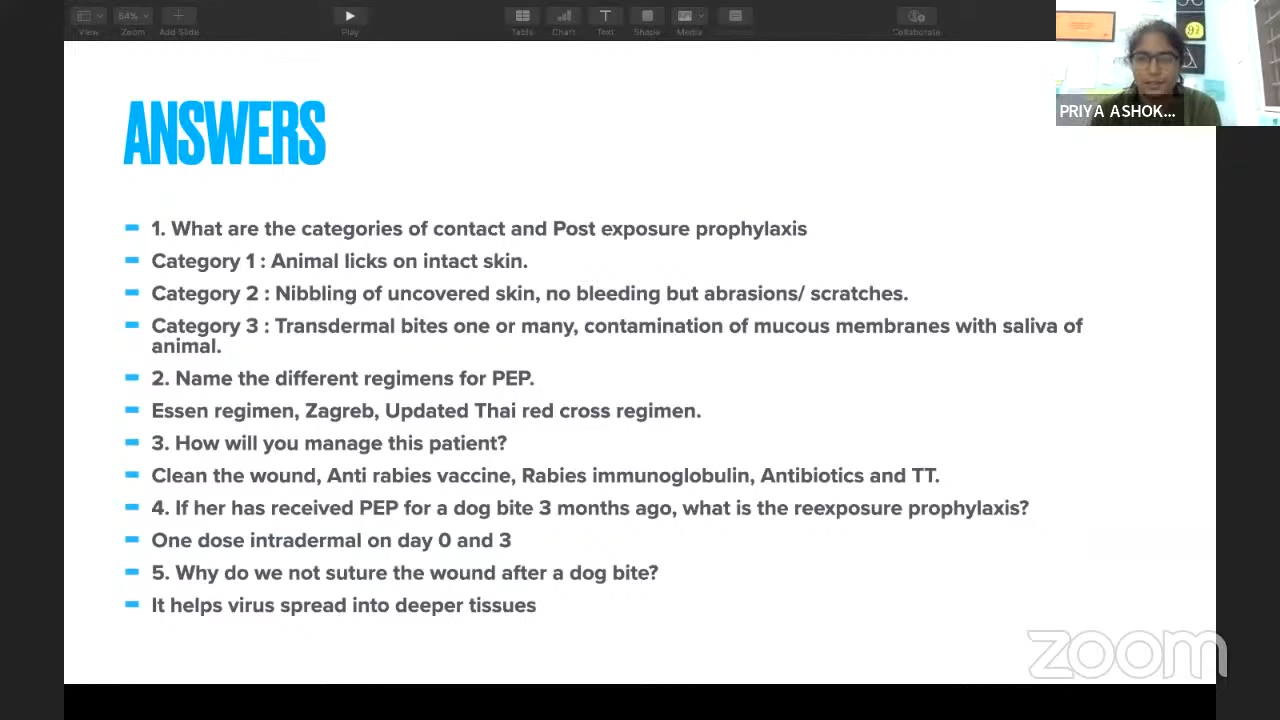 View
64%
Zoom
Add Slide
Play
Table
Chart
Text
Shape
Media
Collaborate
PRIYA ASHOK...
ANSWERS
1. What are the categories of contact and Post exposure prophylaxis
Category 1 : Animal licks on intact skin.
Category 2 : Nibbling of uncovered skin, no bleeding but abrasions/ scratches.
Category 3 : Transdermal bites one or many, contamination of mucous membranes with saliva of
animal.
2. Name the different regimens for PEP.
Essen regimen, Zagreb, Updated Thai red cross regimen.
3. How will you manage this patient?
Clean the wound, Anti rabies vaccine, Rabies immunoglobulin, Antibiotics and TT.
4. If her has received PEP for a dog bite 3 months ago, what is the reexposure prophylaxis?
One dose intradermal on day 0 and 3
5. Why do we not suture the wound after a dog bite?
It helps virus spread into deeper tissues
zoom